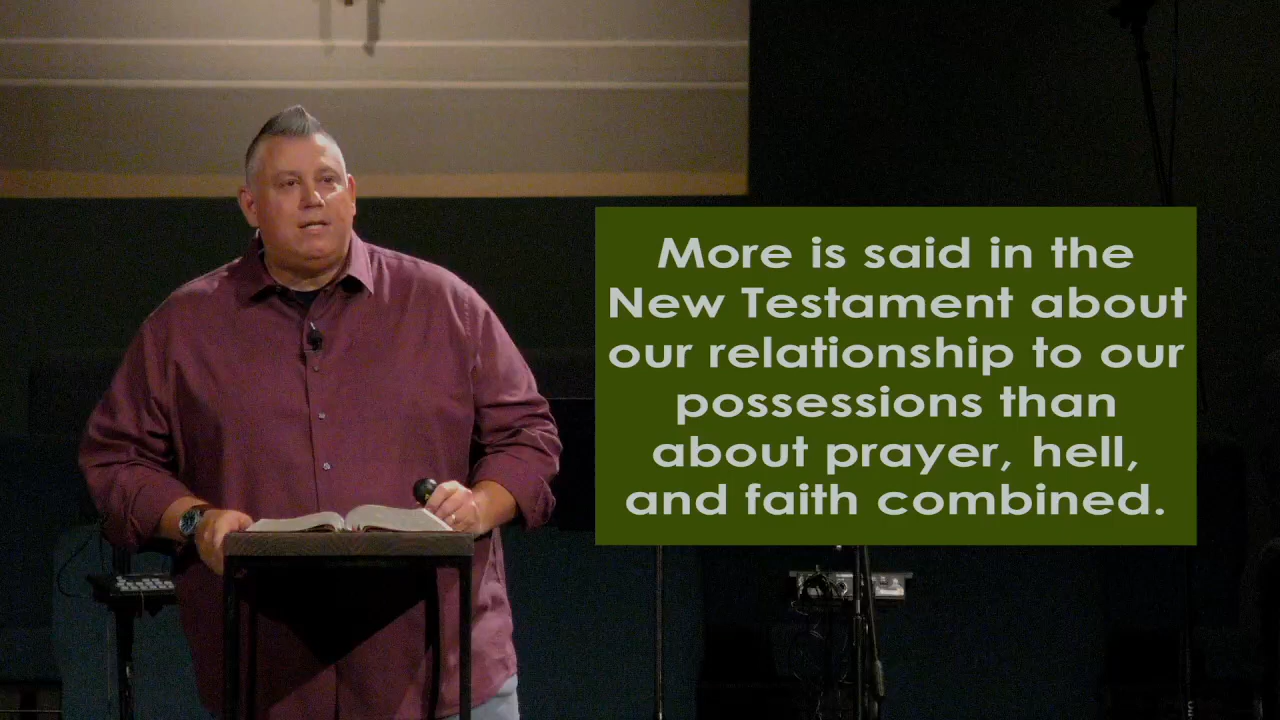 More is said in the
New Testament about
our relationship to our
possessions than
about prayer, hell,
and faith combined.